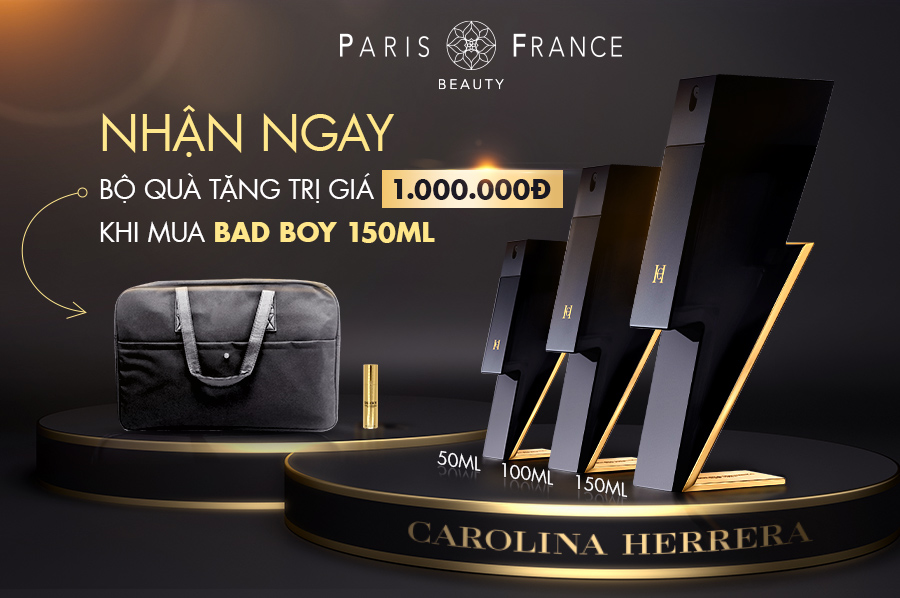 PARIS FRANCE
BEAUTY
NHẬN NGAY
BỘ QUÀ TẶNG TRỊ GIÁ 1.000.000Đ
KHI MUA BAD BOY 150ML
50ML
100ML
150ML
CAROLINA HERRERA